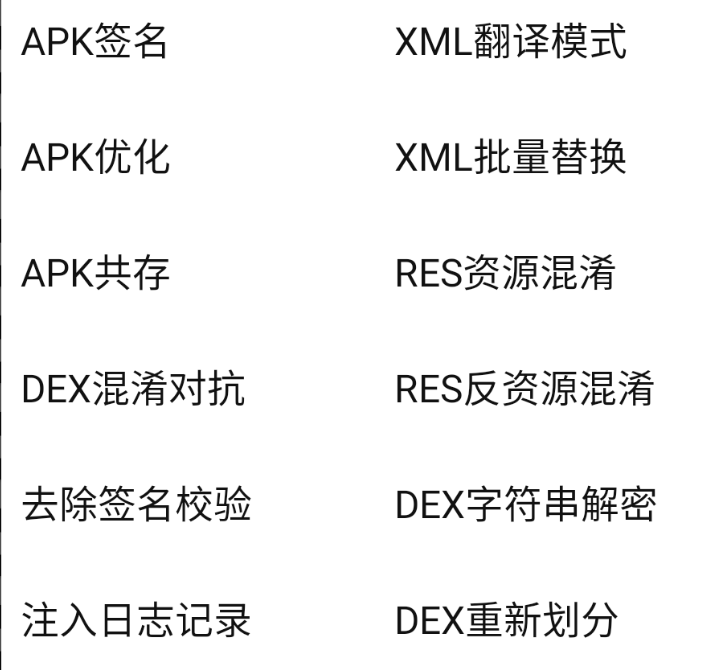 APK签名
XML翻译模式
APK优化
XML批量替换
APK共存
RES资源混淆
DEX混淆对抗
RES反资源混淆
去除签名校验
DEX字符串解密
注入日志记录
DEX重新划分